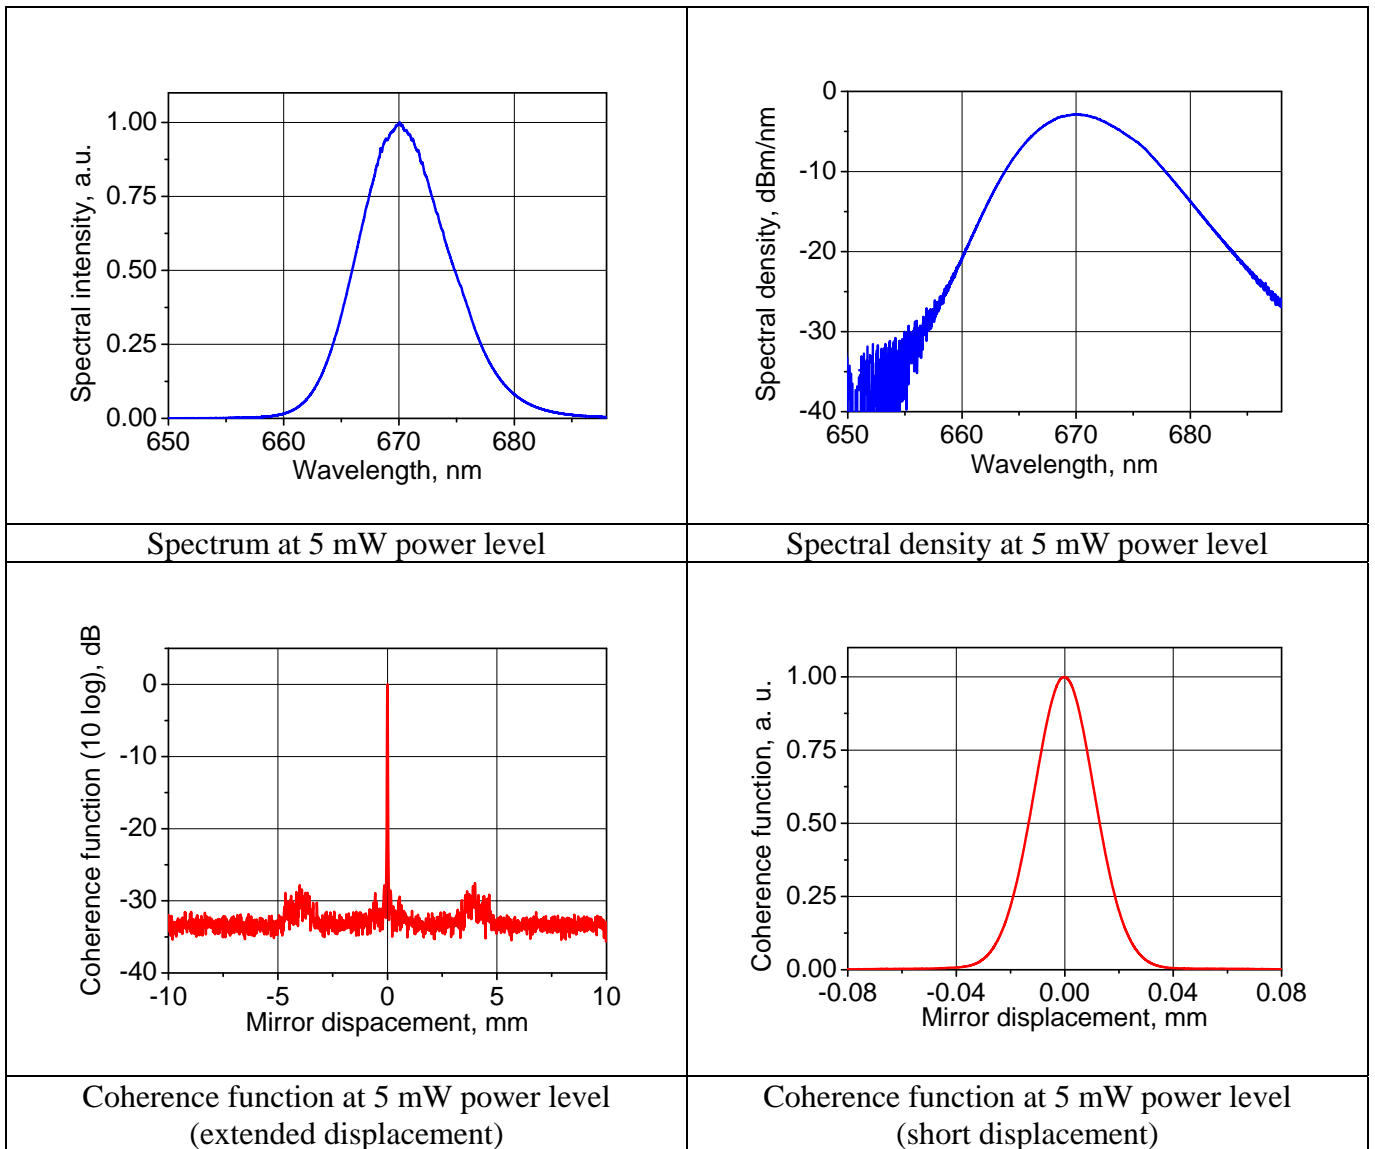 Spectral intensity, a.u.
1.00
0.75
0.50
0.25
0.00
650 660 670 680
Wavelength, nm
Spectrum at 5 mW power level
Spectral density, dBm/nm
0
-10
-20
-30
-40
650 660 670 680
Wavelength, nm
Spectral density at 5 mW power level
Coherence function (10 log), dB
0
-10
-20
-30
-40
-10 -5 0 5 10
Mirror dispacement, mm
Coherence function at 5 mW power level
(extended displacement)
Coherence function, a. u.
1.00
0.75
0.50
0.25
0.00
-0.08 -0.04 0.00 0.04 0.08
Mirror displacement, mm
Coherence function at 5 mW power level
(short displacement)